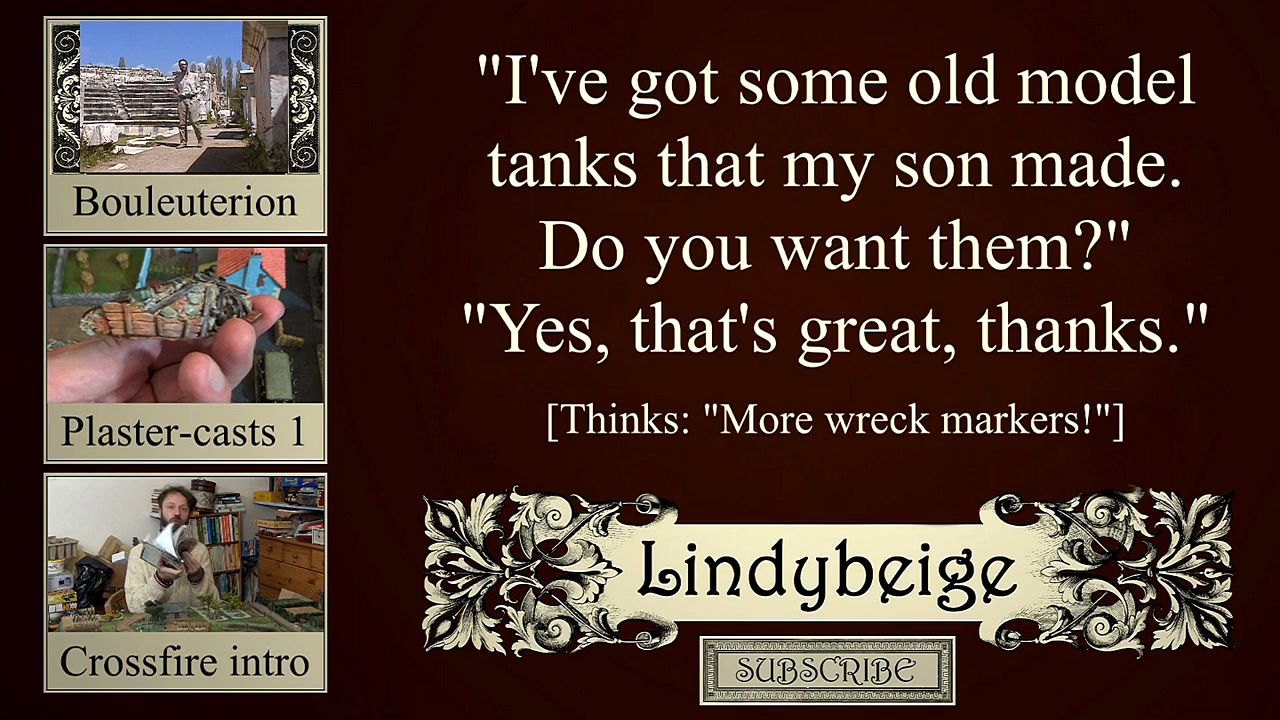 Bouleuterion
Plaster-casts 1
Crossfire intro
"I've got some old model
tanks that my son made.
Do you want them?"
"Yes, that's great, thanks."
[Thinks: "More wreck markers!"]
Lindybeige
SUBSCRIBE